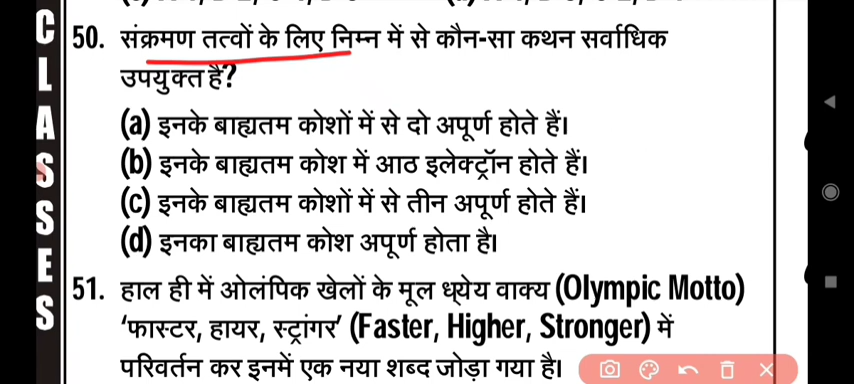 CLASSES
50. संक्रमण तत्वों के लिए निम्न में से कौन-सा कथन सर्वाधिक
उपयुक्त है?
(a) इनके बाह्यतम कोशों में से दो अपूर्ण होते हैं।
(b) इनके बाह्यतम कोश में आठ इलेक्ट्रॉन होते हैं।
(c) इनके बाह्यतम कोशों में से तीन अपूर्ण होते हैं।
(d) इनका बाह्यतम कोश अपूर्ण होता है।
51. हाल ही में ओलंपिक खेलों के मूल ध्येय वाक्य (Olympic Motto)
‘फास्टर, हायर, स्ट्रांगर’ (Faster, Higher, Stronger) में
परिवर्तन कर इनमें एक नया शब्द जोड़ा गया है।